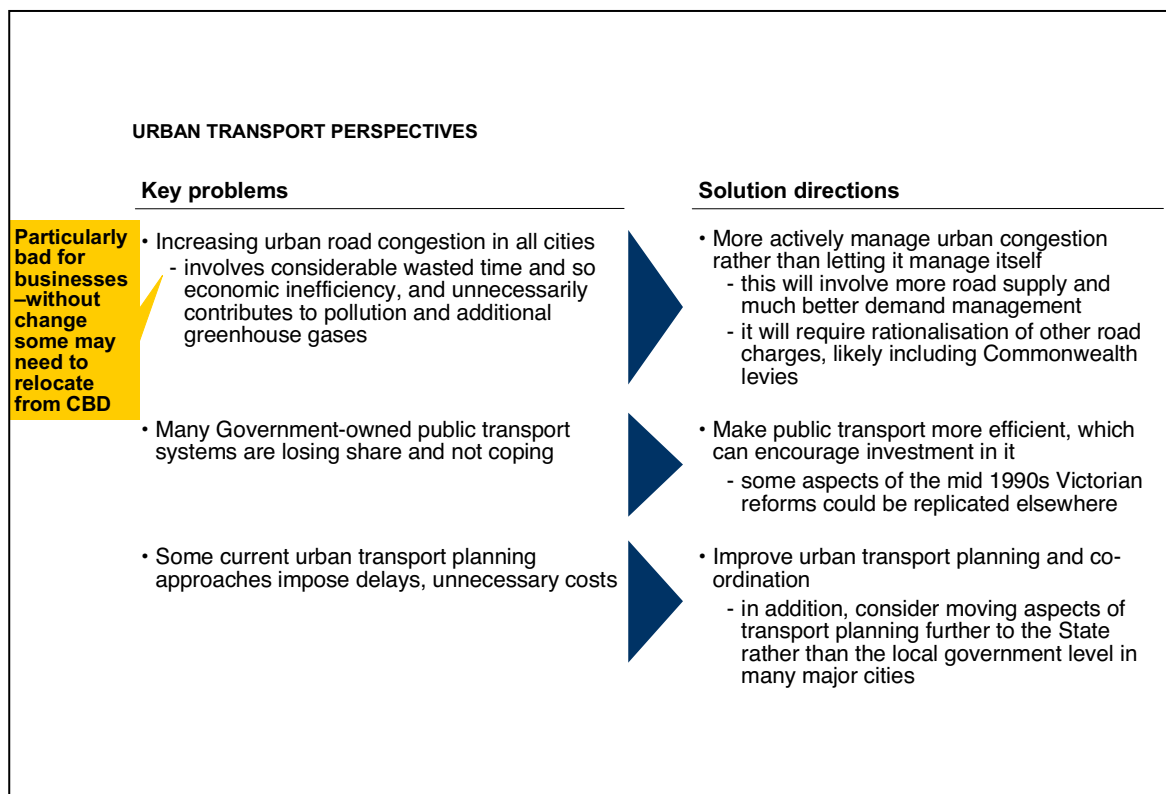 URBAN TRANSPORT PERSPECTIVES
Key problems
Particularly
bad for
businesses
–without
change
some may
need to
relocate
from CBD
• Increasing urban road congestion in all cities
- involves considerable wasted time and so
economic inefficiency, and unnecessarily
contributes to pollution and additional
greenhouse gases
• Many Government-owned public transport
systems are losing share and not coping
• Some current urban transport planning
approaches impose delays, unnecessary costs
Solution directions
• More actively manage urban congestion
rather than letting it manage itself
- this will involve more road supply and
much better demand management
- it will require rationalisation of other road
charges, likely including Commonwealth
levies
• Make public transport more efficient, which
can encourage investment in it
- some aspects of the mid 1990s Victorian
reforms could be replicated elsewhere
• Improve urban transport planning and co-
ordination
- in addition, consider moving aspects of
transport planning further to the State
rather than the local government level in
many major cities